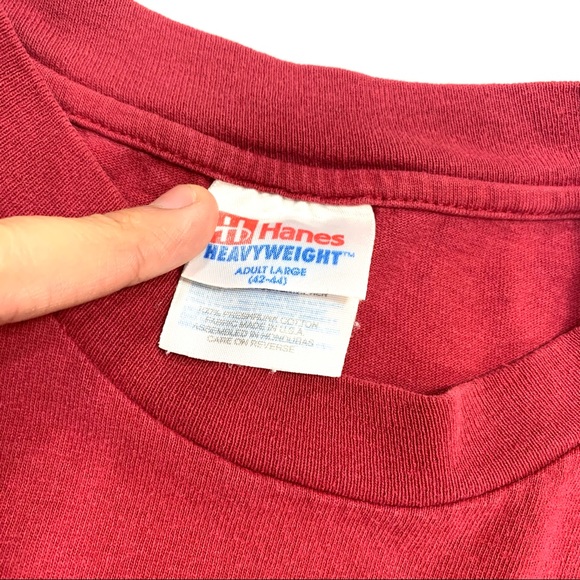 Hanes
HEAVYWEIGHT™
ADULT LARGE
(42-44)
100% PRESHRUNK COTTON
FABRIC MADE IN U.S.A.
ASSEMBLED IN HONDURAS
CARE ON REVERSE